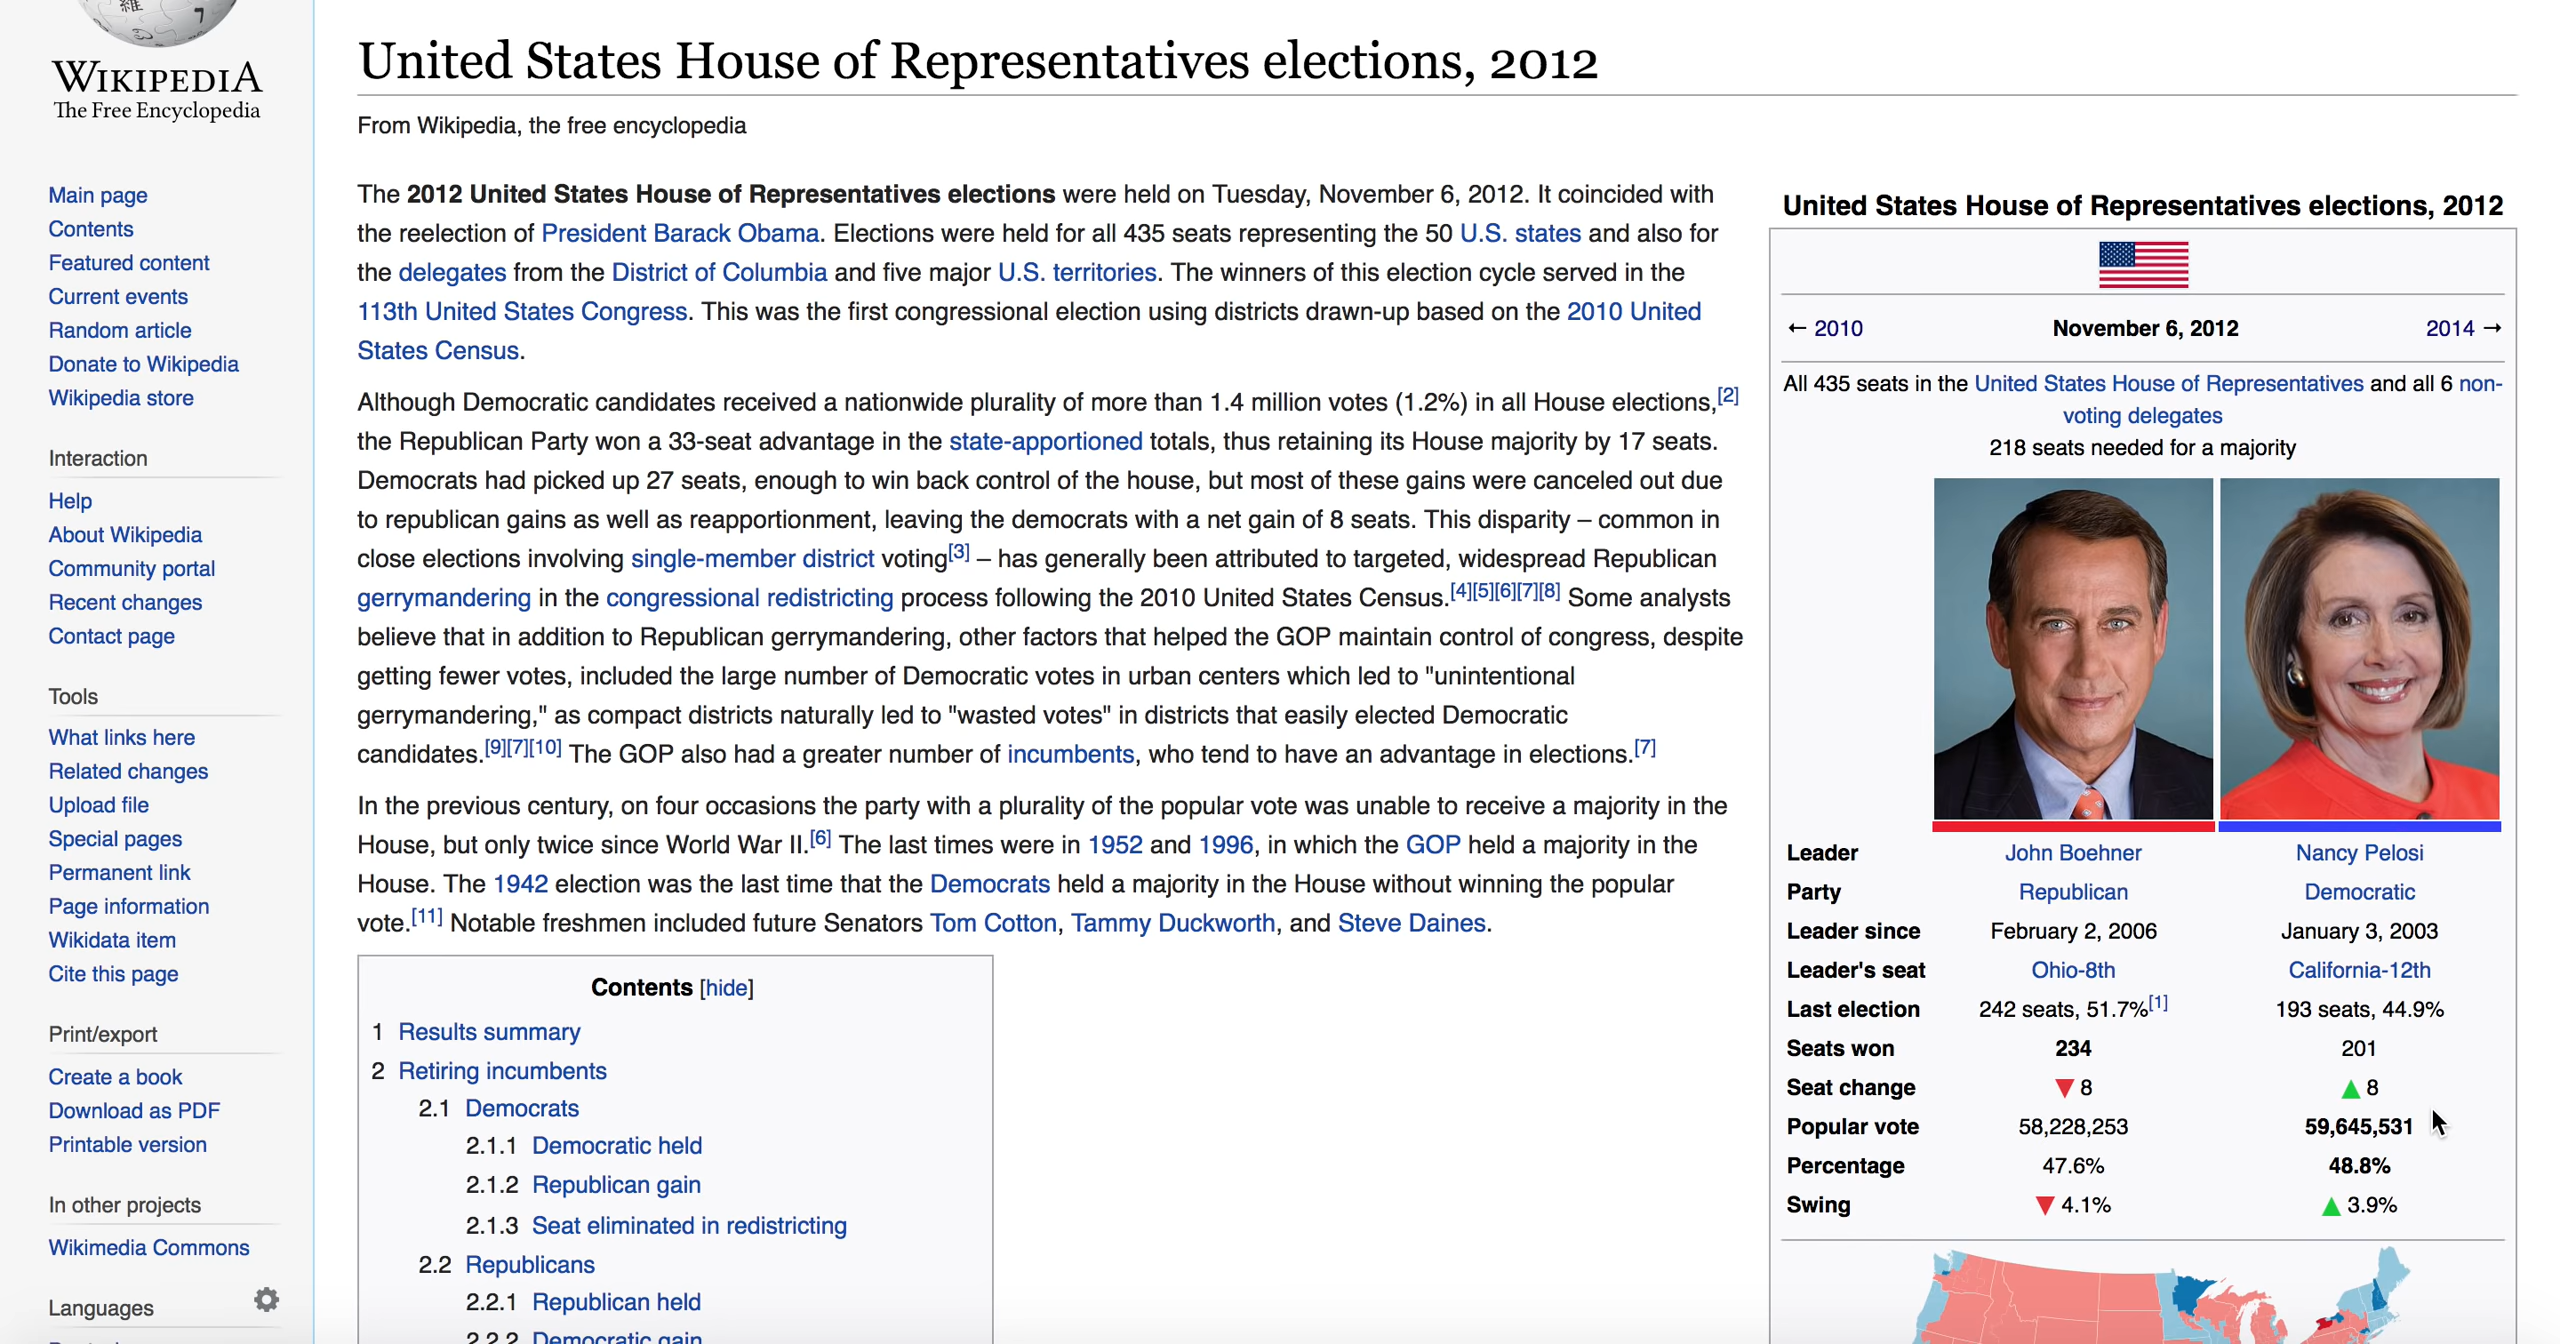 WIKIPEDIA
The Free Encyclopedia
Main page
Contents
Featured content
Current events
Random article
Donate to Wikipedia
Wikipedia store
Interaction
Help
About Wikipedia
Community portal
Recent changes
Contact page
Tools
What links here
Related changes
Upload file
Special pages
Permanent link
Page information
Wikidata item
Cite this page
Print/export
Create a book
Download as PDF
Printable version
In other projects
Wikimedia Commons
Languages
United States House of Representatives elections, 2012
From Wikipedia, the free encyclopedia
The 2012 United States House of Representatives elections were held on Tuesday, November 6, 2012. It coincided with
the reelection of President Barack Obama. Elections were held for all 435 seats representing the 50 U.S. states and also for
the delegates from the District of Columbia and five major U.S. territories. The winners of this election cycle served in the
113th United States Congress. This was the first congressional election using districts drawn-up based on the 2010 United
States Census.
Although Democratic candidates received a nationwide plurality of more than 1.4 million votes (1.2%) in all House elections,[2]
the Republican Party won a 33-seat advantage in the state-apportioned totals, thus retaining its House majority by 17 seats.
Democrats had picked up 27 seats, enough to win back control of the house, but most of these gains were canceled out due
to republican gains as well as reapportionment, leaving the democrats with a net gain of 8 seats. This disparity – common in
close elections involving single-member district voting[3] – has generally been attributed to targeted, widespread Republican
gerrymandering in the congressional redistricting process following the 2010 United States Census.[4][5][6][7][8] Some analysts
believe that in addition to Republican gerrymandering, other factors that helped the GOP maintain control of congress, despite
getting fewer votes, included the large number of Democratic votes in urban centers which led to "unintentional
gerrymandering," as compact districts naturally led to "wasted votes" in districts that easily elected Democratic
candidates.[9][7][10] The GOP also had a greater number of incumbents, who tend to have an advantage in elections.[7]
In the previous century, on four occasions the party with a plurality of the popular vote was unable to receive a majority in the
House, but only twice since World War II.[6] The last times were in 1952 and 1996, in which the GOP held a majority in the
House. The 1942 election was the last time that the Democrats held a majority in the House without winning the popular
vote.[11] Notable freshmen included future Senators Tom Cotton, Tammy Duckworth, and Steve Daines.
Contents [hide]
1 Results summary
2 Retiring incumbents
2.1 Democrats
2.1.1 Democratic held
2.1.2 Republican gain
2.1.3 Seat eliminated in redistricting
2.2 Republicans
2.2.1 Republican held
2.2.2 Democratic gain
United States House of Representatives elections, 2012
← 2010 November 6, 2012 2014 →
All 435 seats in the United States House of Representatives and all 6 non-
voting delegates
218 seats needed for a majority
Leader John Boehner Nancy Pelosi
Party Republican Democratic
Leader since February 2, 2006 January 3, 2003
Leader's seat Ohio-8th California-12th
Last election 242 seats, 51.7%[1] 193 seats, 44.9%
Seats won 234 201
Seat change ▼ 8 ▲ 8
Popular vote 58,228,253 59,645,531
Percentage 47.6% 48.8%
Swing ▼ 4.1% ▲ 3.9%